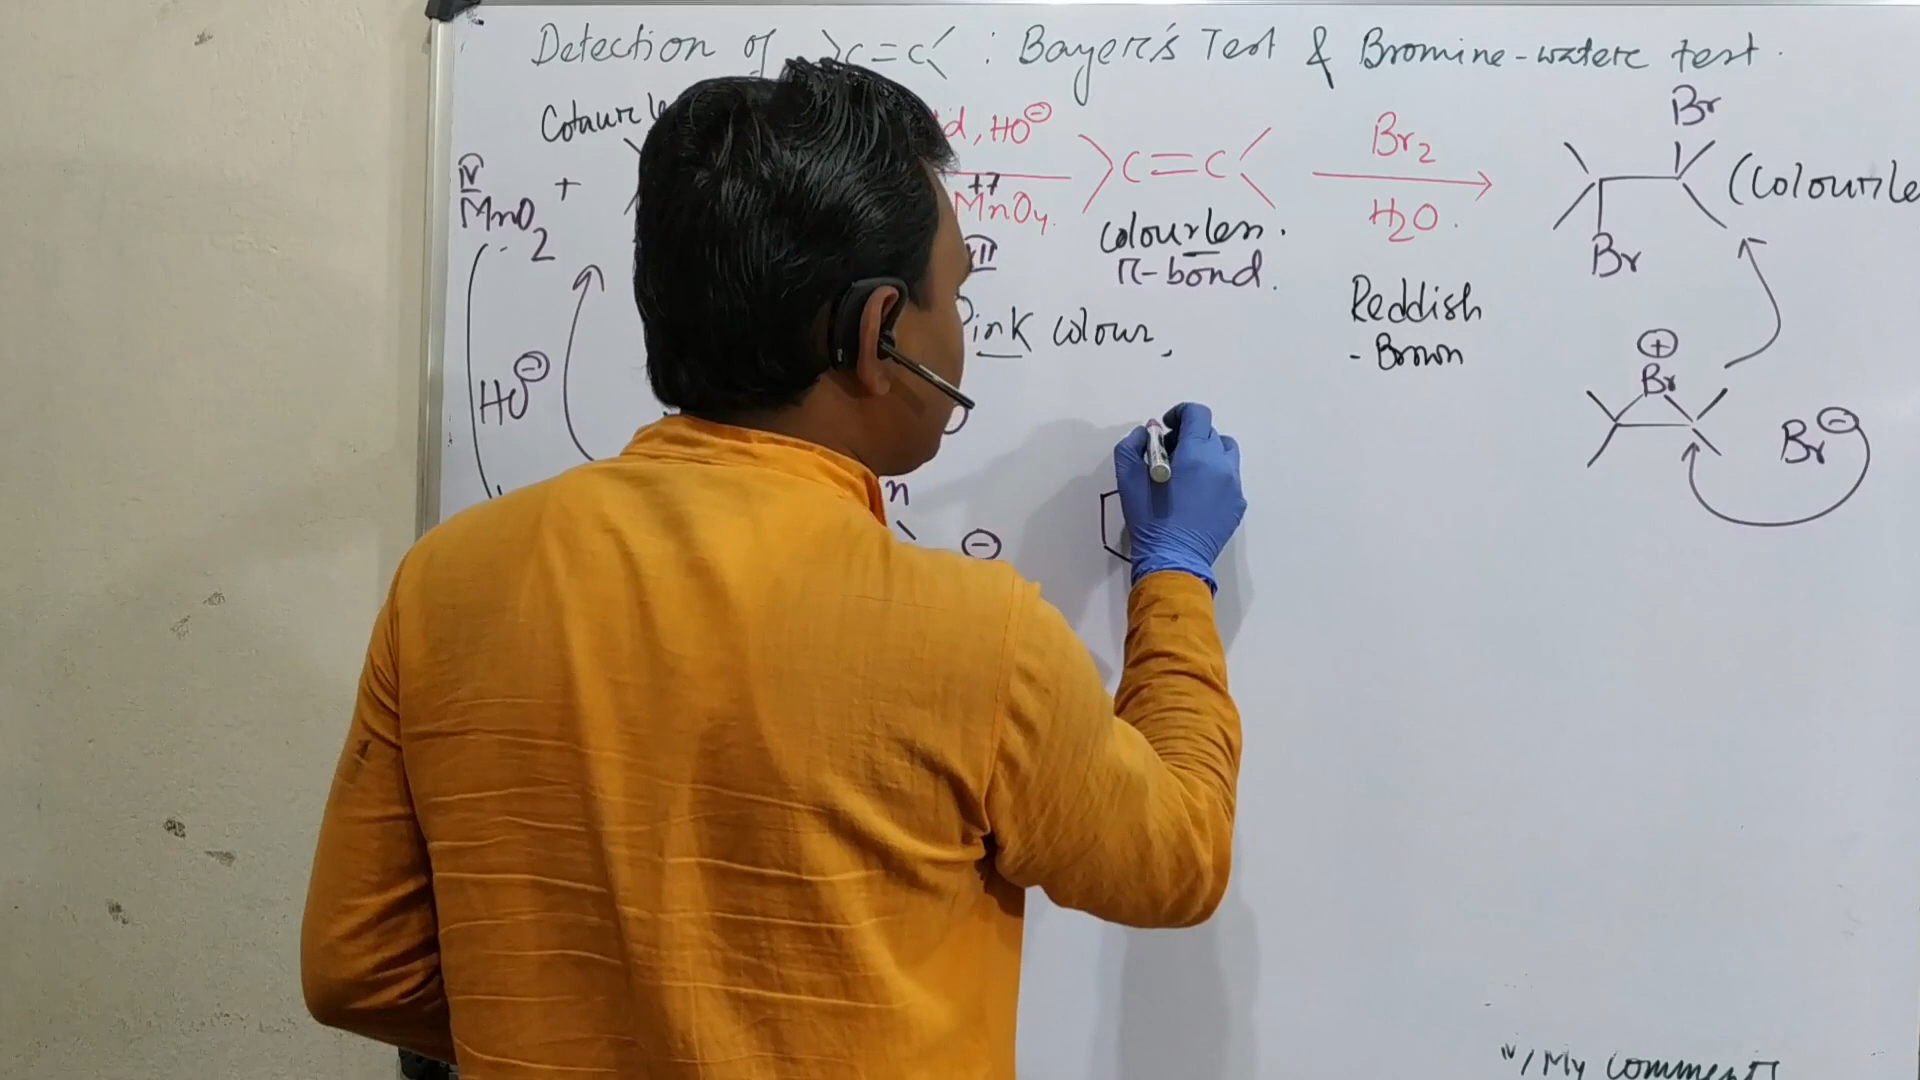 Detection of >C=C< : Bayer's Test & Bromine-water test.
Br
d, HO⊖
Br2
+
IV
MnO2
+7
MnO4.
>C=C<
H2O.
(Colourle
colourless.
π-bond.
Br
Pink colour,
Reddish
- Brown
HO⊖
⊕
Br
Br⊖
n
⊖
"/My comments